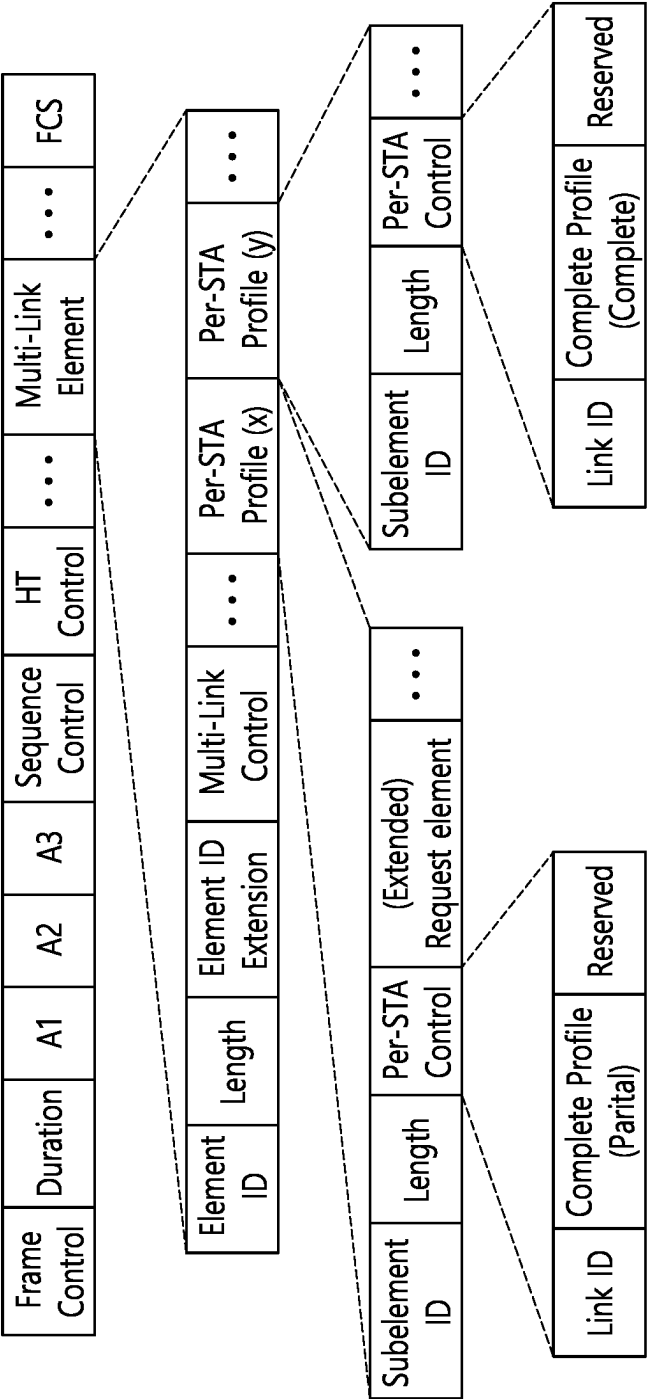 Frame
Control
Duration
A1
A2
A3
Sequence
Control
HT
Control
• • •
Multi-Link
Element
• • •
FCS
Element
ID
Length
Element ID
Extension
Multi-Link
Control
• • •
Per-STA
Profile (x)
Per-STA
Profile (y)
• • •
Subelement
ID
Length
Per-STA
Control
(Extended)
Request element
• • •
Subelement
ID
Length
Per-STA
Control
• • •
Link ID
Complete Profile
(Parital)
Reserved
Link ID
Complete Profile
(Complete)
Reserved